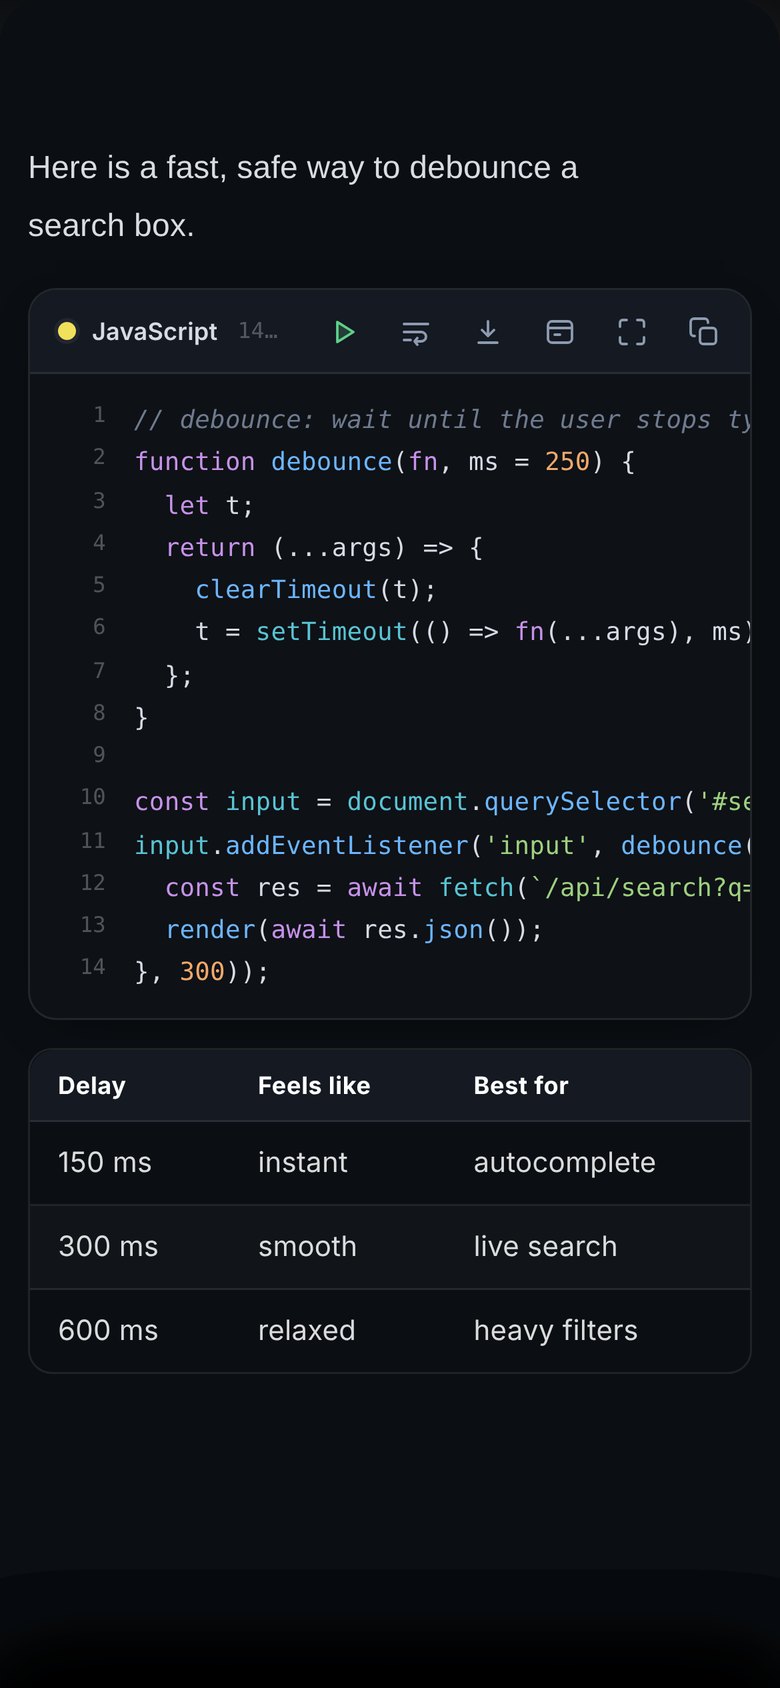 Here is a fast, safe way to debounce a
search box.
JavaScript 14…
1 // debounce: wait until the user stops ty
2 function debounce(fn, ms = 250) {
3   let t;
4   return (...args) => {
5     clearTimeout(t);
6     t = setTimeout(() => fn(...args), ms)
7   };
8 }
9
10 const input = document.querySelector('#se
11 input.addEventListener('input', debounce(
12   const res = await fetch(`/api/search?q=
13   render(await res.json());
14 }, 300));
Delay Feels like Best for
150 ms instant autocomplete
300 ms smooth live search
600 ms relaxed heavy filters